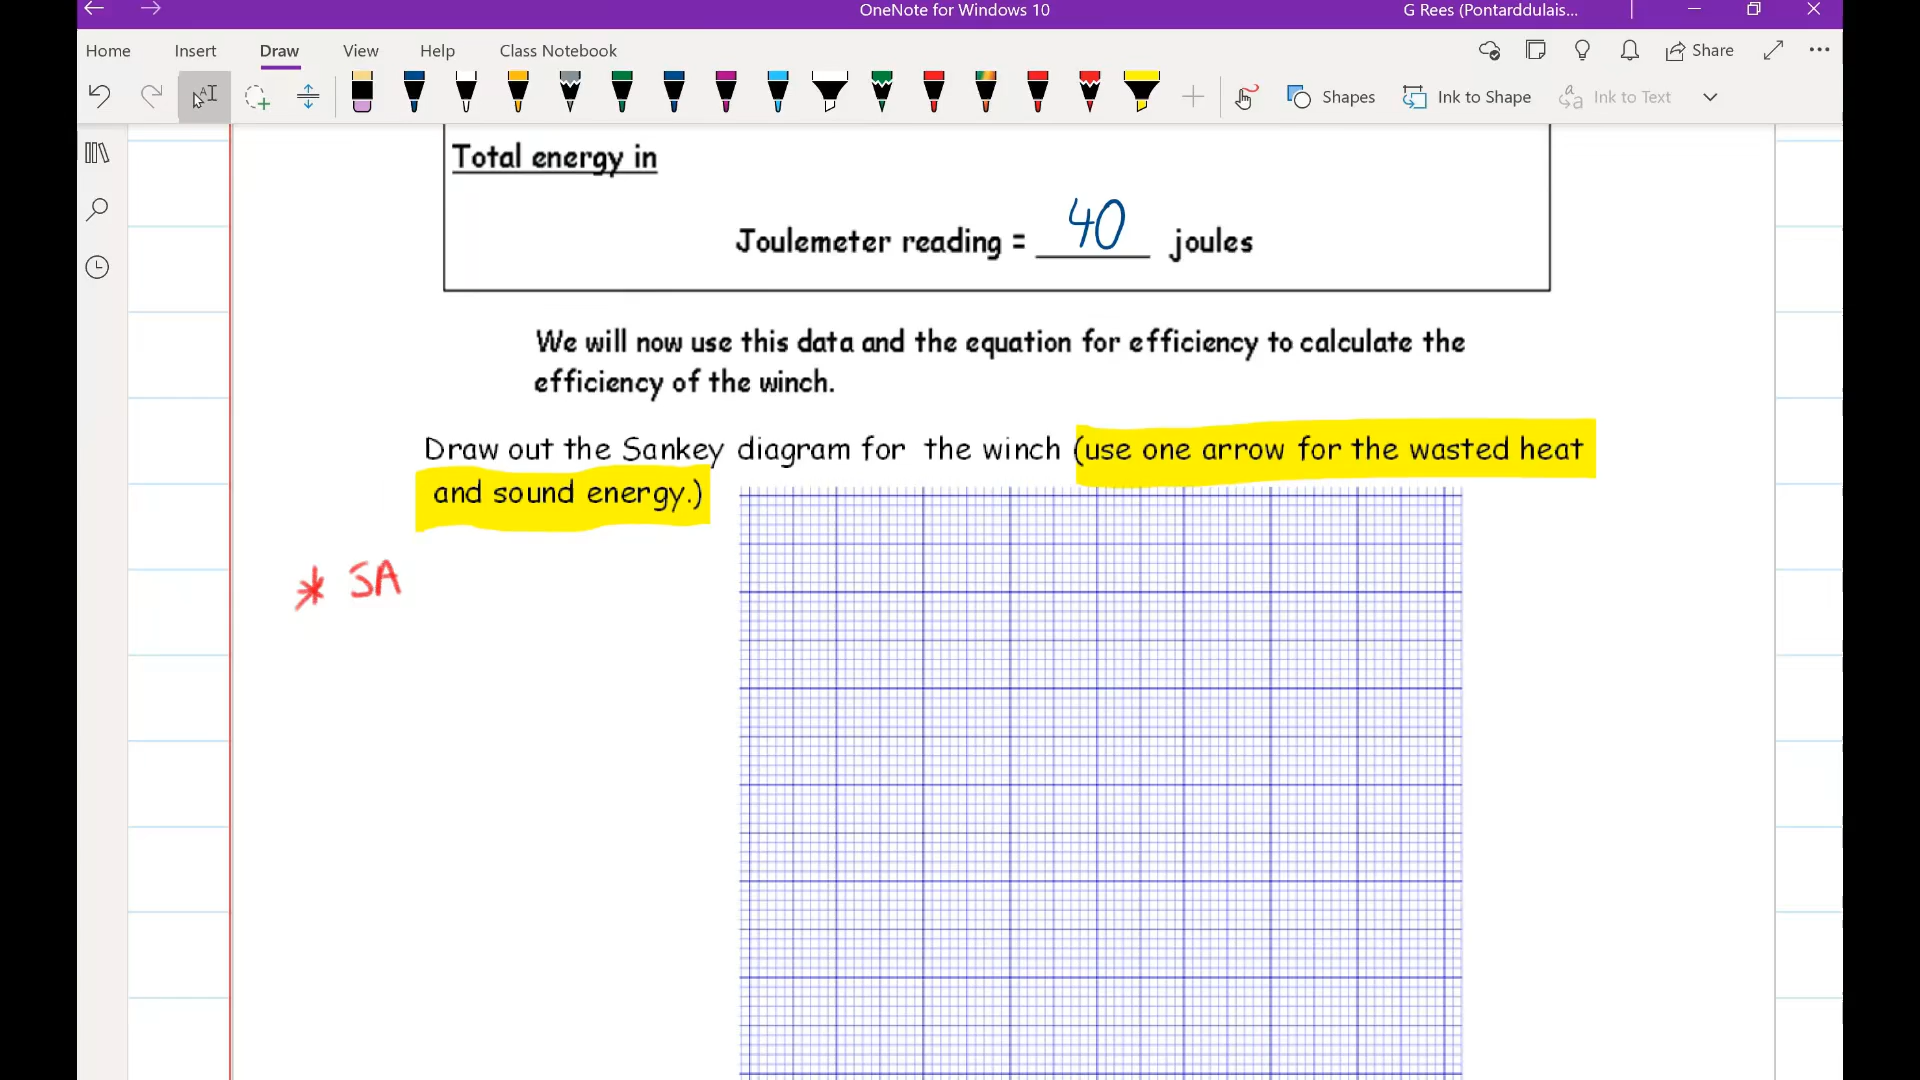 OneNote for Windows 10
G Rees (Pontarddulais...
Home Insert Draw View Help Class Notebook
Share
Shapes Ink to Shape Ink to Text
Total energy in
Joulemeter reading = 40 joules
We will now use this data and the equation for efficiency to calculate the
efficiency of the winch.
Draw out the Sankey diagram for the winch (use one arrow for the wasted heat
and sound energy.)
* SA